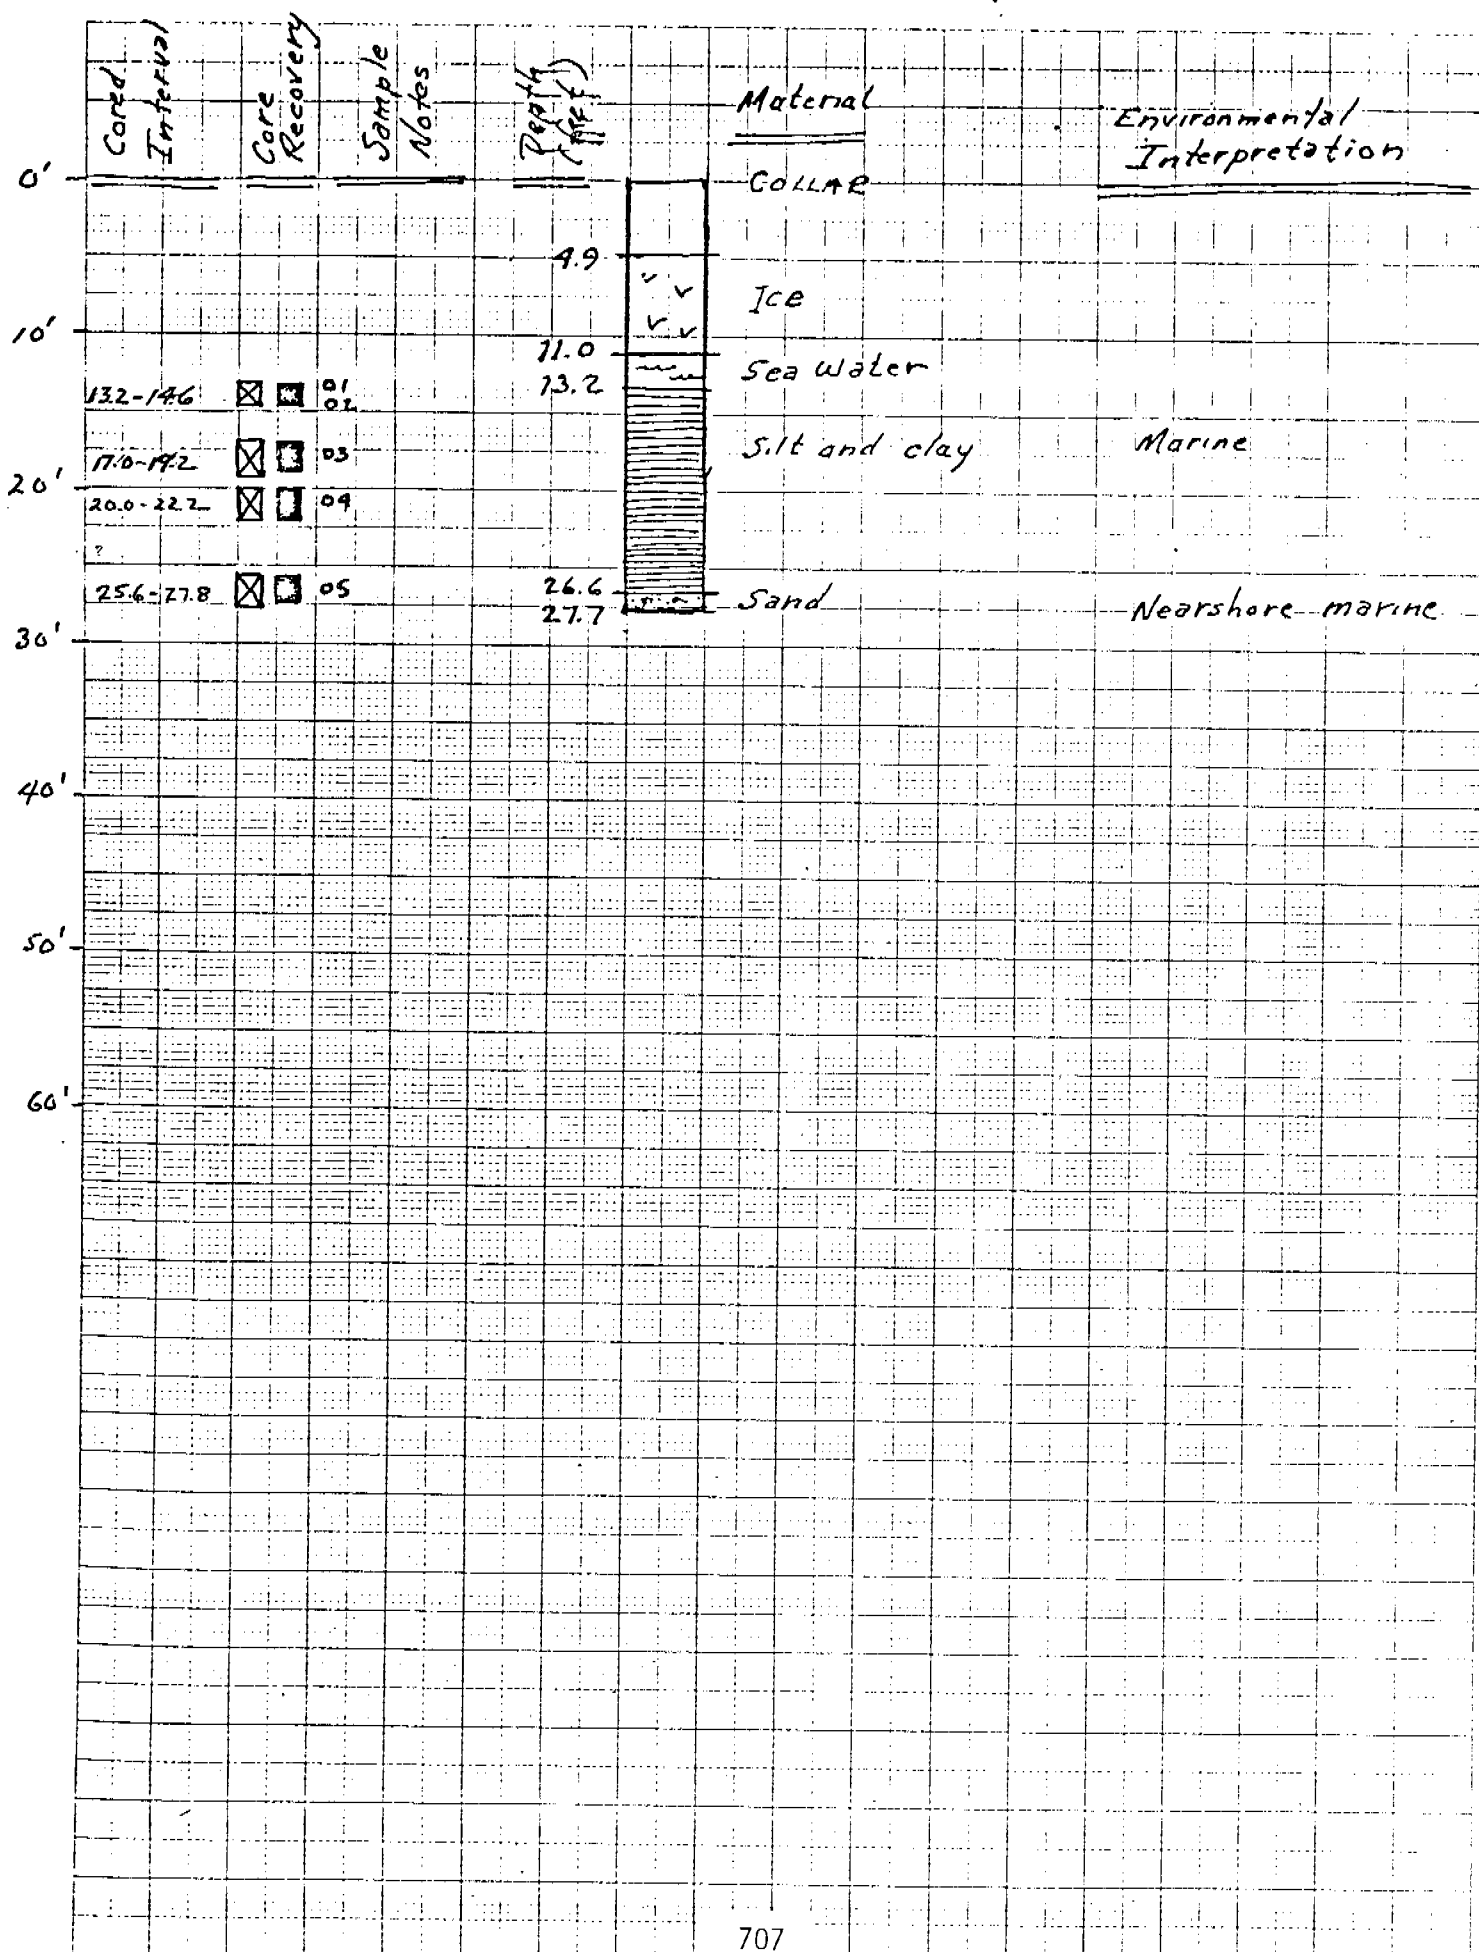 Cored Interval
Core Recovery
Sample Notes
Depth (feet)
Material
Environmental
Interpretation
0'
COLLAR
4.9
Ice
10'
11.0
Sea Water
13.2
13.2-14.6
01
02
Silt and clay
Marine
17.0-19.2
03
20'
20.0-22.2
04
?
25.6-27.8
05
26.6
Sand
Nearshore marine
27.7
30'
40'
50'
60'
707